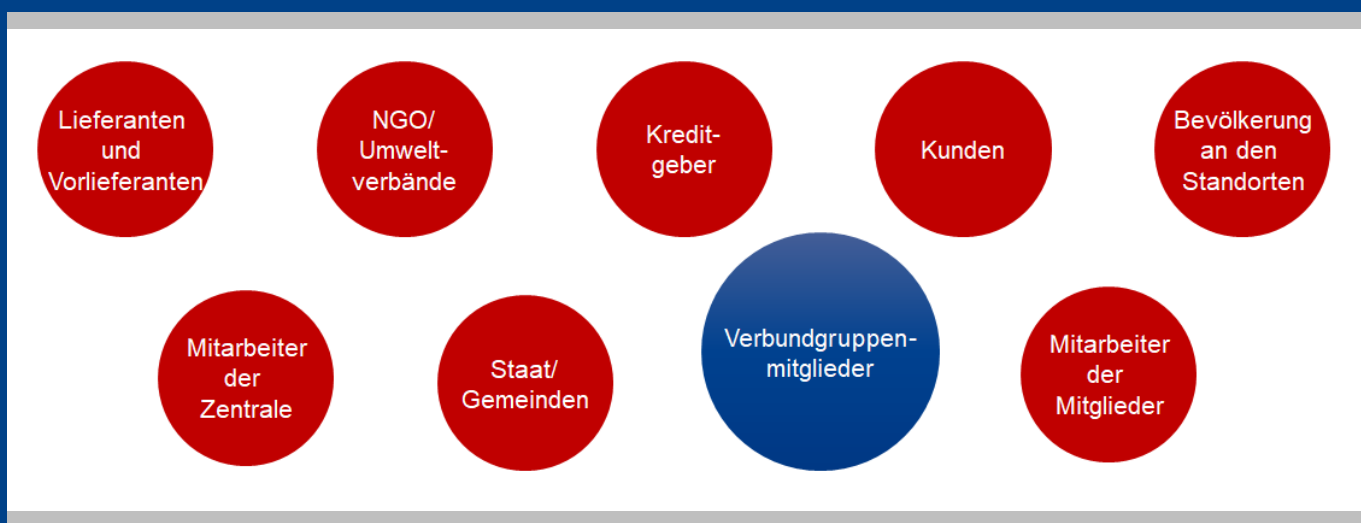 Lieferanten
und
Vorlieferanten
NGO/
Umwelt-
verbände
Kredit-
geber
Kunden
Bevölkerung
an den
Standorten
Mitarbeiter
der
Zentrale
Staat/
Gemeinden
Verbundgruppen-
mitglieder
Mitarbeiter
der
Mitglieder